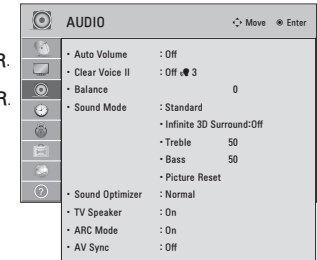 AUDIO Move Enter
R.
• Auto Volume : Off
• Clear Voice II : Off 3
R.
• Balance 0
• Sound Mode : Standard
• Infinite 3D Surround:Off
• Treble 50
• Bass 50
• Picture Reset
?
• Sound Optimizer : Normal
• TV Speaker : On
• ARC Mode : On
• AV Sync : Off